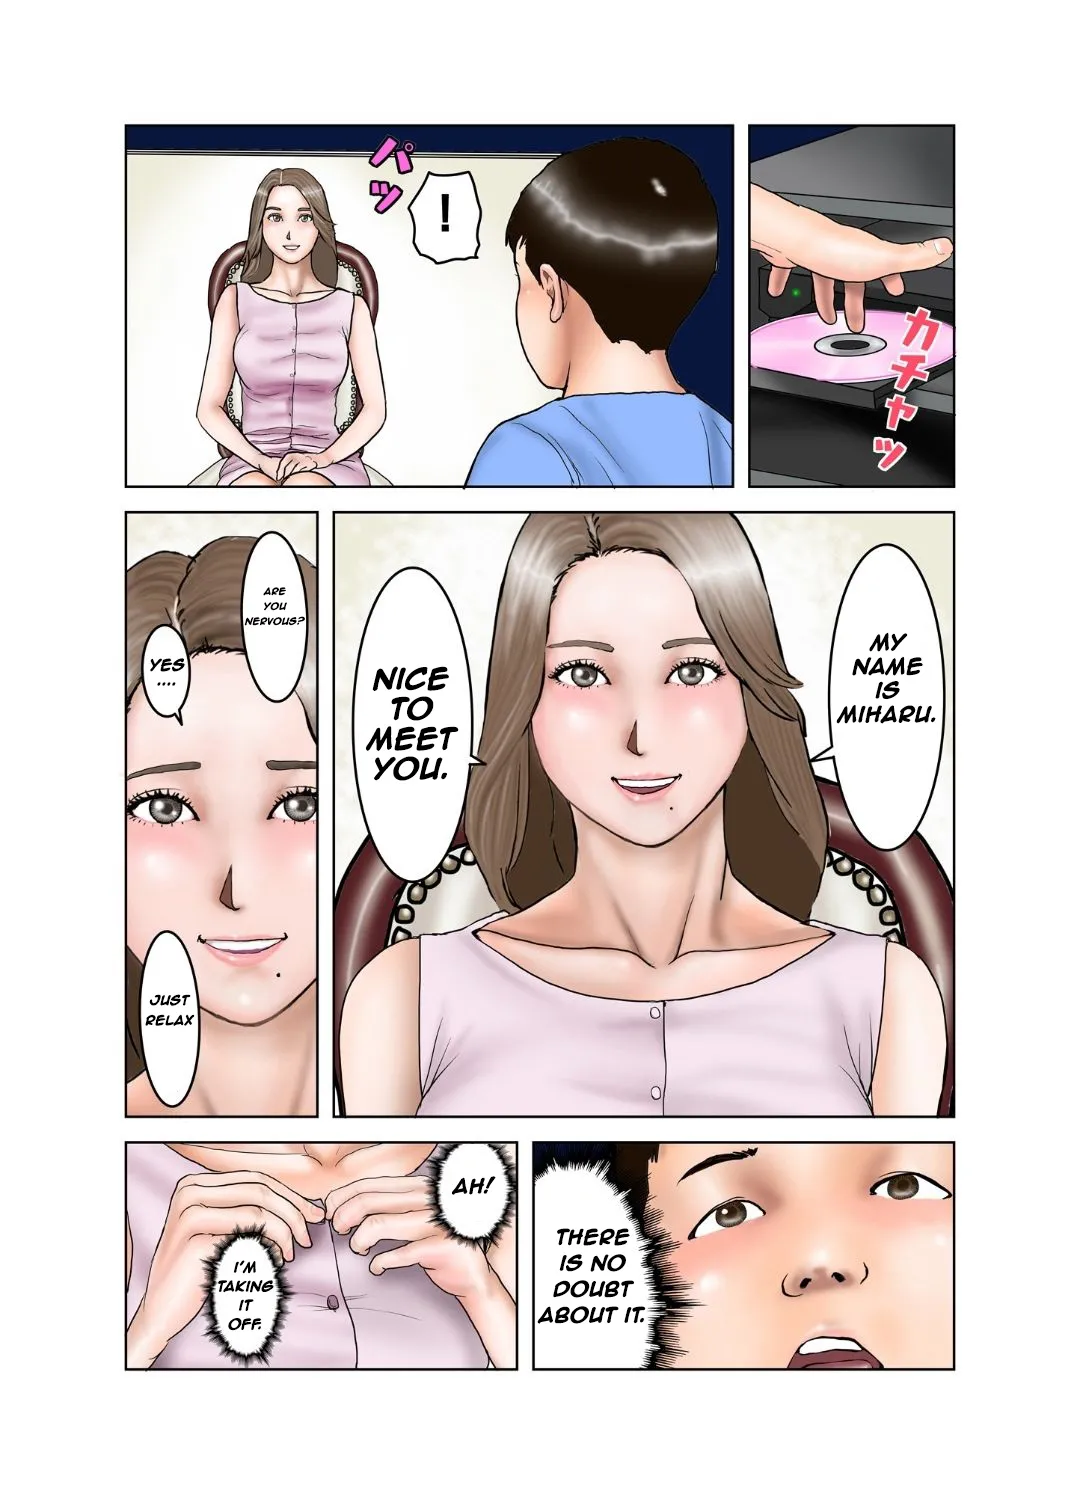 カチャッ
パッ
!
MY
NAME
IS
MIHARU.
NICE
TO
MEET
YOU.
ARE
YOU
NERVOUS?
YES
....
JUST
RELAX
THERE
IS NO
DOUBT
ABOUT IT.
AH!
I'M
TAKING
IT
OFF.